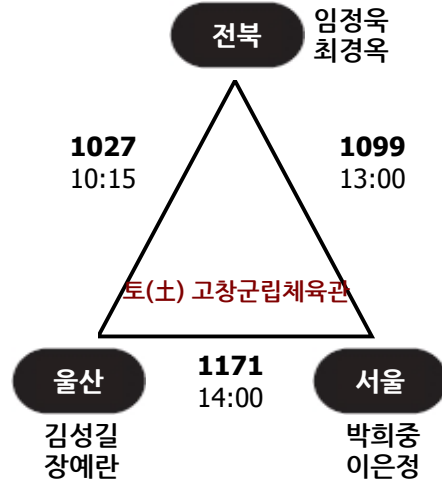 전북
임정욱
최경옥
1027
10:15
1099
13:00
토(土) 고창군립체육관
울산
1171
14:00
서울
김성길
장예란
박희중
이은정